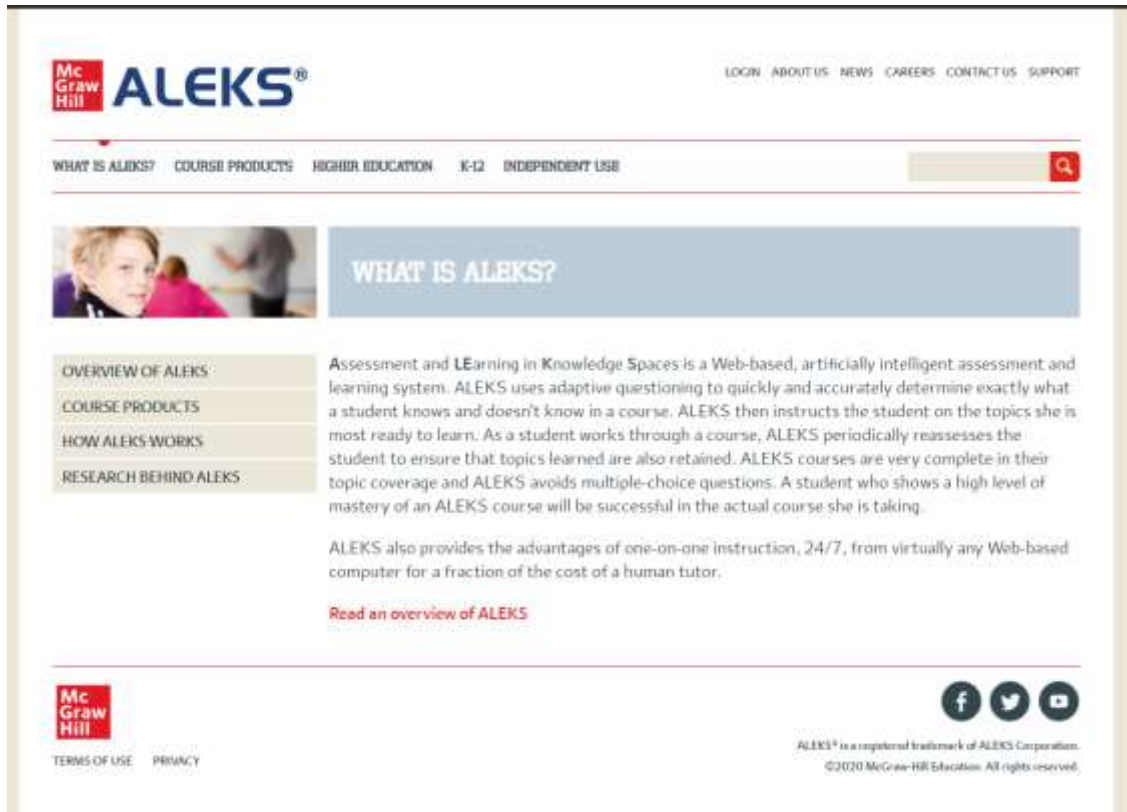 Mc
Graw
Hill
ALEKS®
LOGIN ABOUT US NEWS CAREERS CONTACT US SUPPORT
WHAT IS ALEKS? COURSE PRODUCTS HIGHER EDUCATION K-12 INDEPENDENT USE
WHAT IS ALEKS?
OVERVIEW OF ALEKS
COURSE PRODUCTS
HOW ALEKS WORKS
RESEARCH BEHIND ALEKS
Assessment and LEarning in Knowledge Spaces is a Web-based, artificially intelligent assessment and
learning system. ALEKS uses adaptive questioning to quickly and accurately determine exactly what
a student knows and doesn't know in a course. ALEKS then instructs the student on the topics she is
most ready to learn. As a student works through a course, ALEKS periodically reassesses the
student to ensure that topics learned are also retained. ALEKS courses are very complete in their
topic coverage and ALEKS avoids multiple-choice questions. A student who shows a high level of
mastery of an ALEKS course will be successful in the actual course she is taking.
ALEKS also provides the advantages of one-on-one instruction, 24/7, from virtually any Web-based
computer for a fraction of the cost of a human tutor.
Read an overview of ALEKS
Mc
Graw
Hill
TERMS OF USE PRIVACY
ALEKS® is a registered trademark of ALEKS Corporation.
©2020 McGraw-Hill Education. All rights reserved.